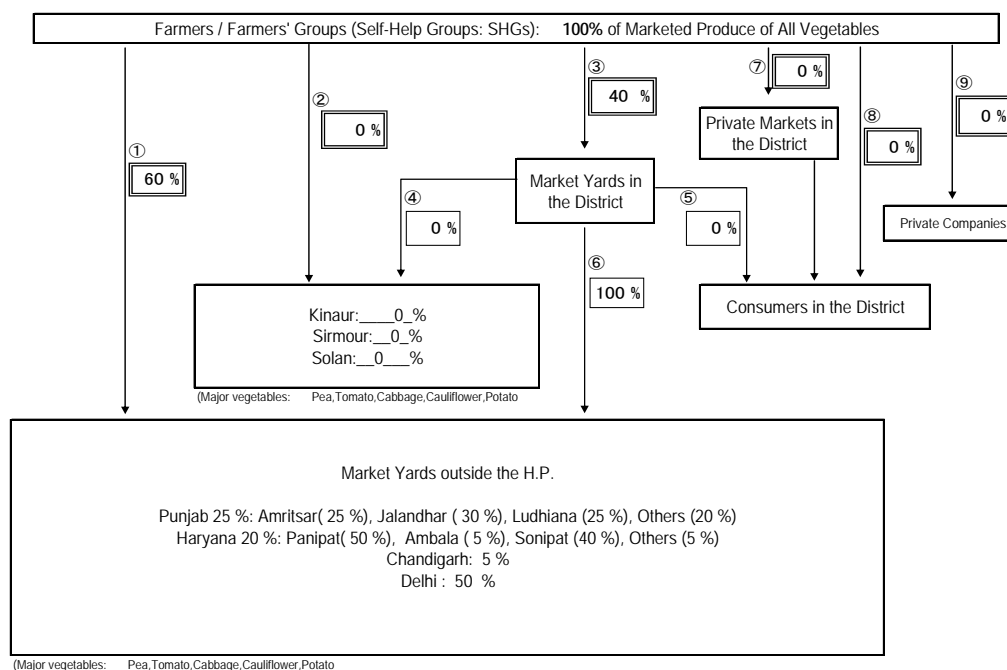 Farmers / Farmers' Groups (Self-Help Groups: SHGs): 100% of Marketed Produce of All Vegetables
①
60 %
②
0 %
③
40 %
⑦
0 %
⑧
0 %
⑨
0 %
Private Markets in
the District
Market Yards in
the District
Private Companies
④
0 %
⑤
0 %
⑥
100 %
Consumers in the District
Kinaur:____0_%
Sirmour:__0_%
Solan:__0___%
(Major vegetables: Pea,Tomato,Cabbage,Cauliflower,Potato
Market Yards outside the H.P.
Punjab 25 %: Amritsar( 25 %), Jalandhar ( 30 %), Ludhiana (25 %), Others (20 %)
Haryana 20 %: Panipat( 50 %), Ambala ( 5 %), Sonipat (40 %), Others (5 %)
Chandigarh: 5 %
Delhi : 50 %
(Major vegetables: Pea,Tomato,Cabbage,Cauliflower,Potato